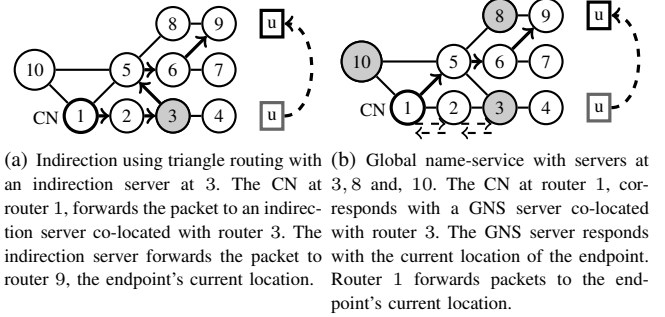 8 9 u
10 5 6 7
CN 1 2 3 4 u
(a) Indirection using triangle routing with
an indirection server at 3. The CN at
router 1, forwards the packet to an indirec-
tion server co-located with router 3. The
indirection server forwards the packet to
router 9, the endpoint's current location.
8 9 u
10 5 6 7
CN 1 2 3 4 u
(b) Global name-service with servers at
3, 8 and, 10. The CN at router 1, cor-
responds with a GNS server co-located
with router 3. The GNS server responds
with the current location of the endpoint.
Router 1 forwards packets to the end-
point's current location.